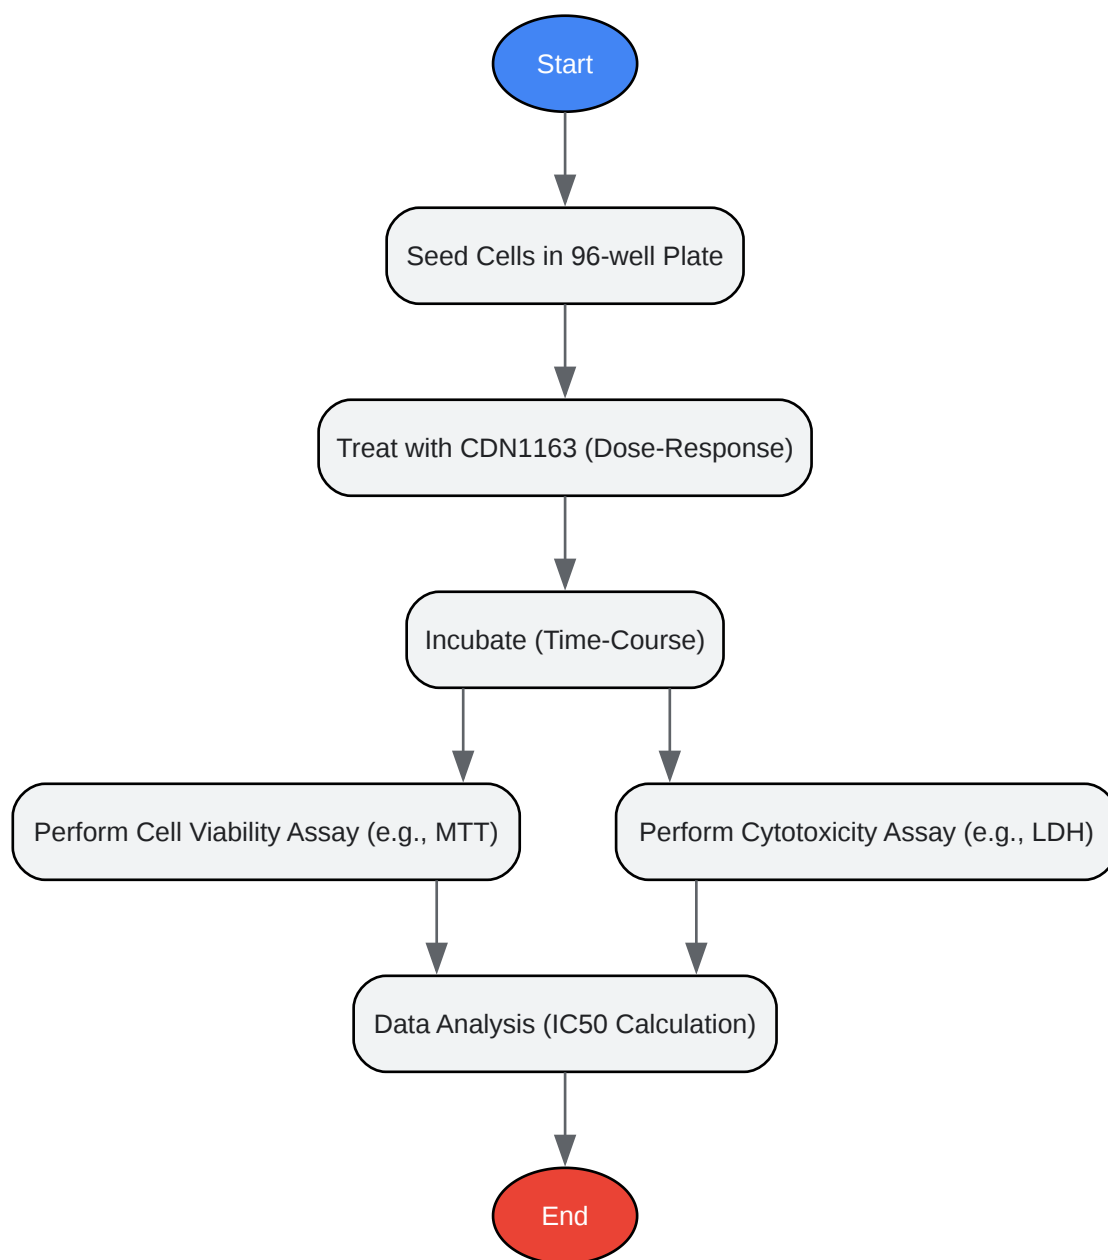 Start
Seed Cells in 96-well Plate
Treat with CDN1163 (Dose-Response)
Incubate (Time-Course)
Perform Cell Viability Assay (e.g., MTT)
Perform Cytotoxicity Assay (e.g., LDH)
Data Analysis (IC50 Calculation)
End